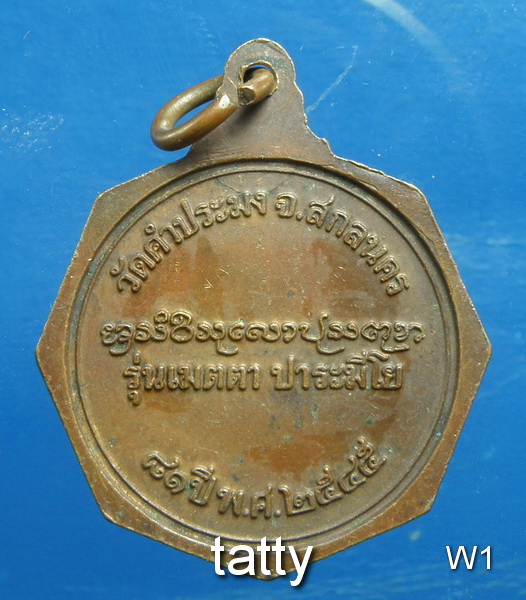 วัดคำประมง จ.สกลนคร
รุ่นเมตตา ปาระมีโย
๘๑ ปี พ.ศ.๒๕๔๕
tatty
W1